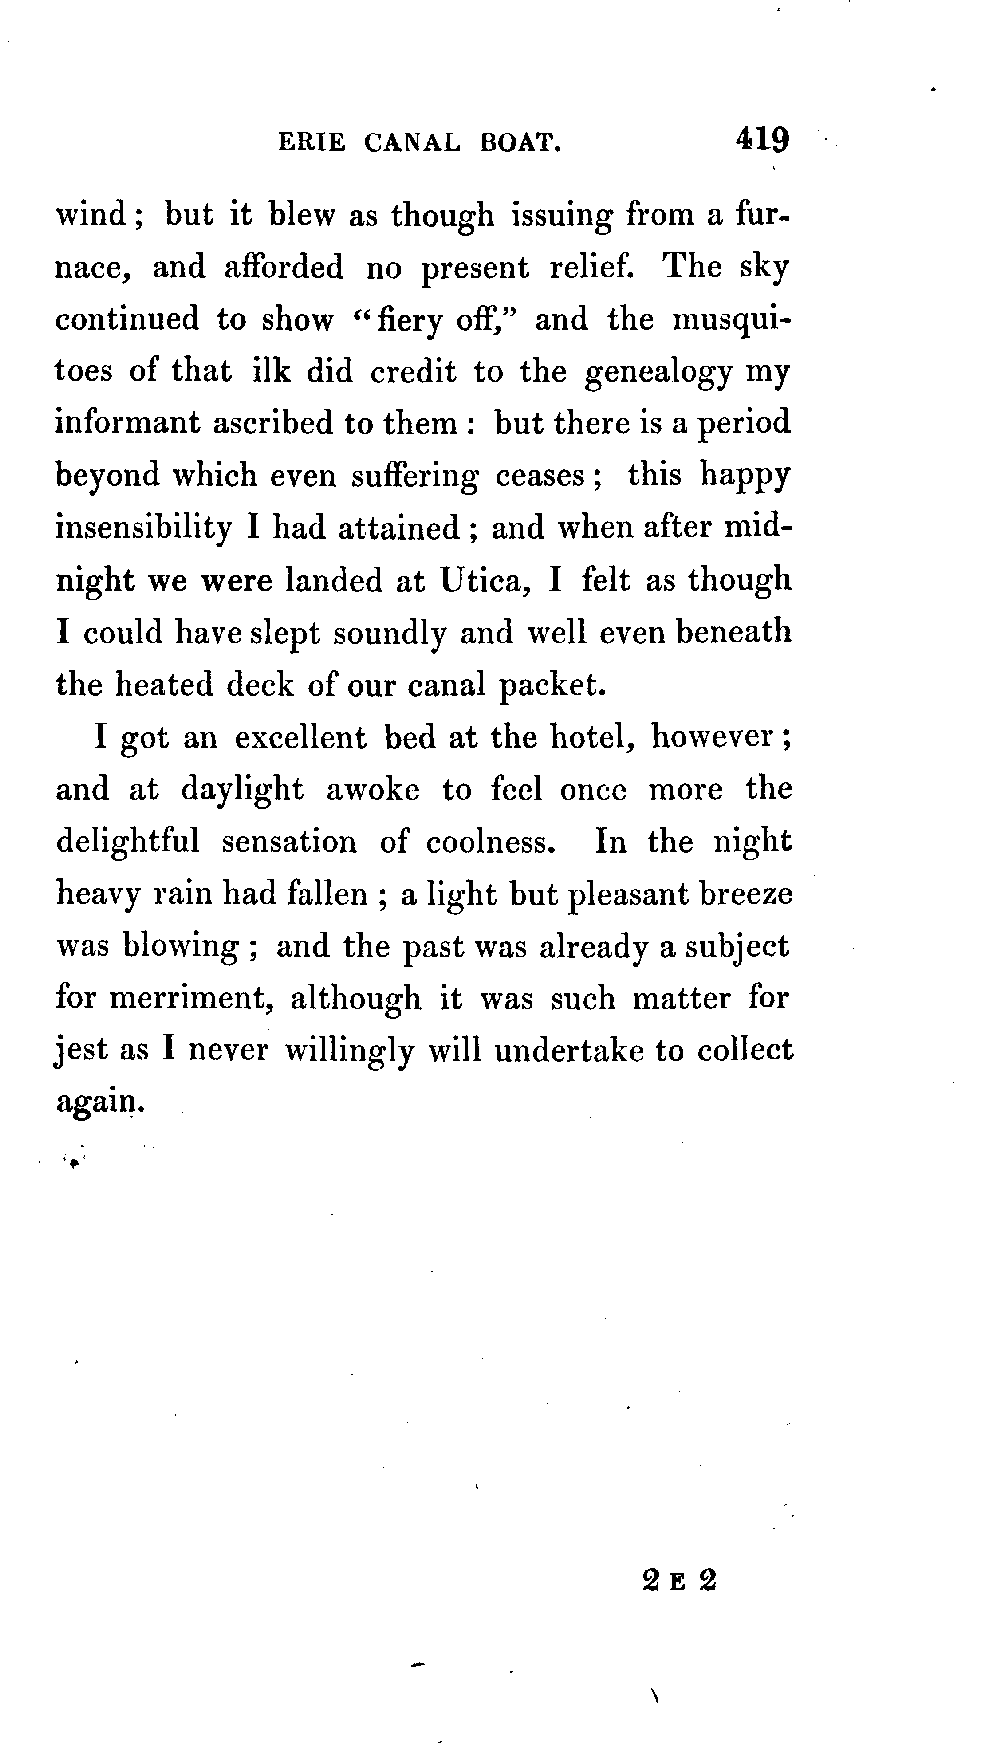 ERIE CANAL BOAT. 419
wind ; but it blew as though issuing from a fur-
nace, and afforded no present relief. The sky
continued to show “fiery off,” and the musqui-
toes of that ilk did credit to the genealogy my
informant ascribed to them : but there is a period
beyond which even suffering ceases ; this happy
insensibility I had attained ; and when after mid-
night we were landed at Utica, I felt as though
I could have slept soundly and well even beneath
the heated deck of our canal packet.
I got an excellent bed at the hotel, however ;
and at daylight awoke to feel once more the
delightful sensation of coolness. In the night
heavy rain had fallen ; a light but pleasant breeze
was blowing ; and the past was already a subject
for merriment, although it was such matter for
jest as I never willingly will undertake to collect
again.
2 E 2